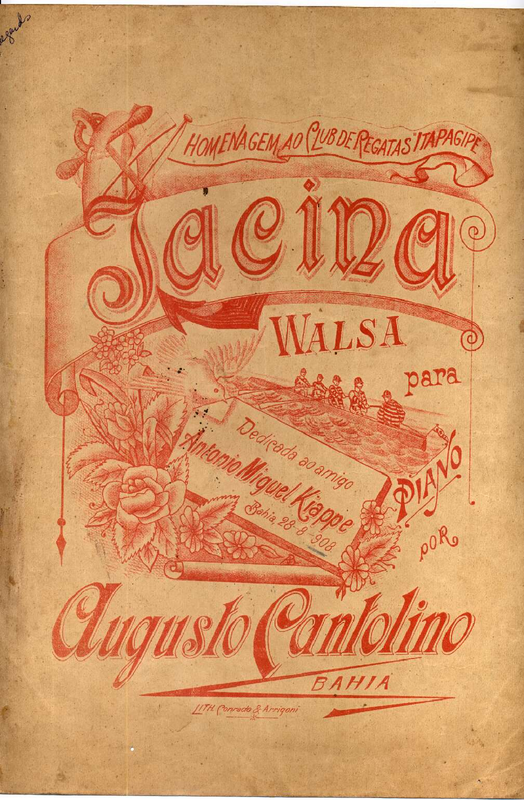 HOMENAGEM AO CLUB DE REGATAS ITAPAGIPE
Jacina
WALSA
para
PIANO
POR
Dedicada ao amigo
Antonio Miguel Kiappe
Bahia, 28-8-908
Augusto Cantolino
BAHIA
LITH. Conrado & Arrigoni